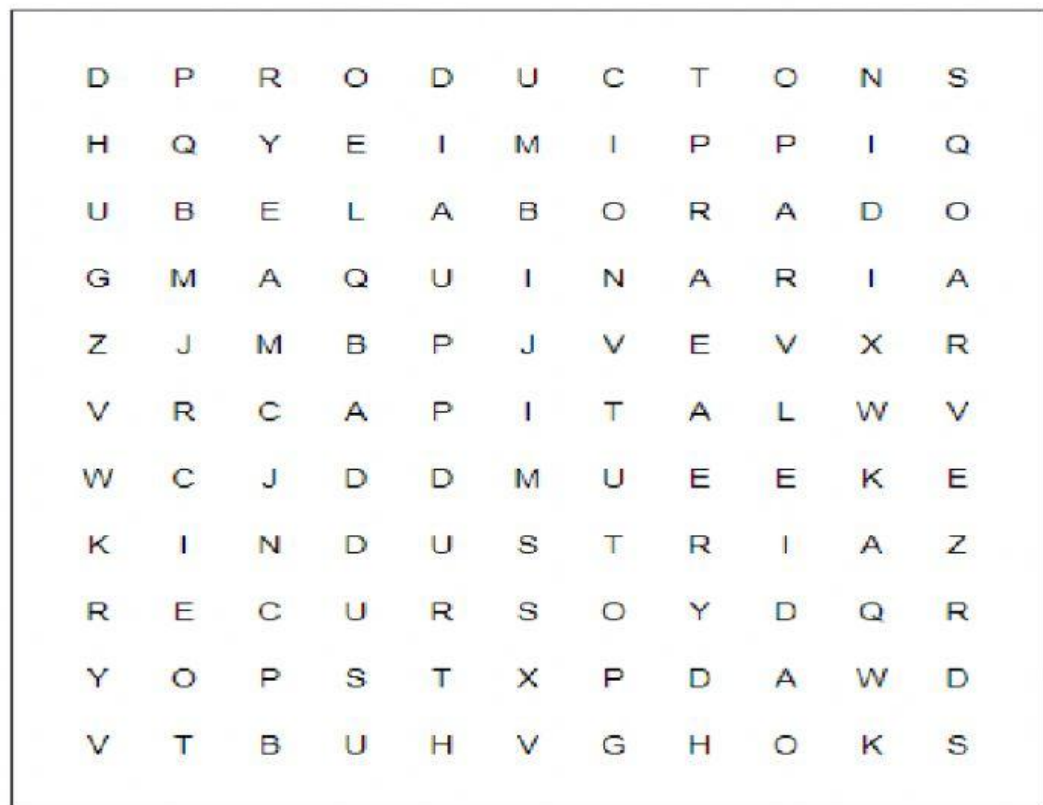 D P R O D U C T O N S
H Q Y E I M I P P I Q
U B E L A B O R A D O
G M A Q U I N A R I A
Z J M B P J V E V X R
V R C A P I T A L W V
W C J D D M U E E K E
K I N D U S T R I A Z
R E C U R S O Y D Q R
Y O P S T X P D A W D
V T B U H V G H O K S